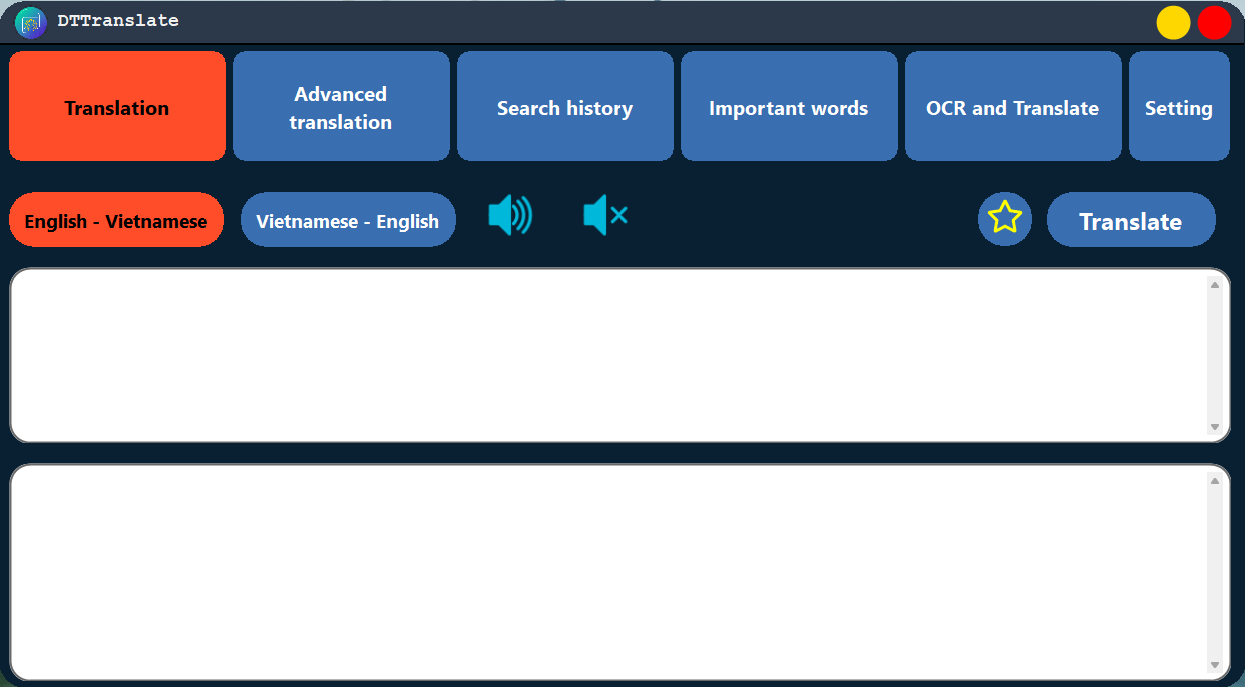 DTTranslate
Translation
Advanced
translation
Search history
Important words
OCR and Translate
Setting
English - Vietnamese
Vietnamese - English
Translate